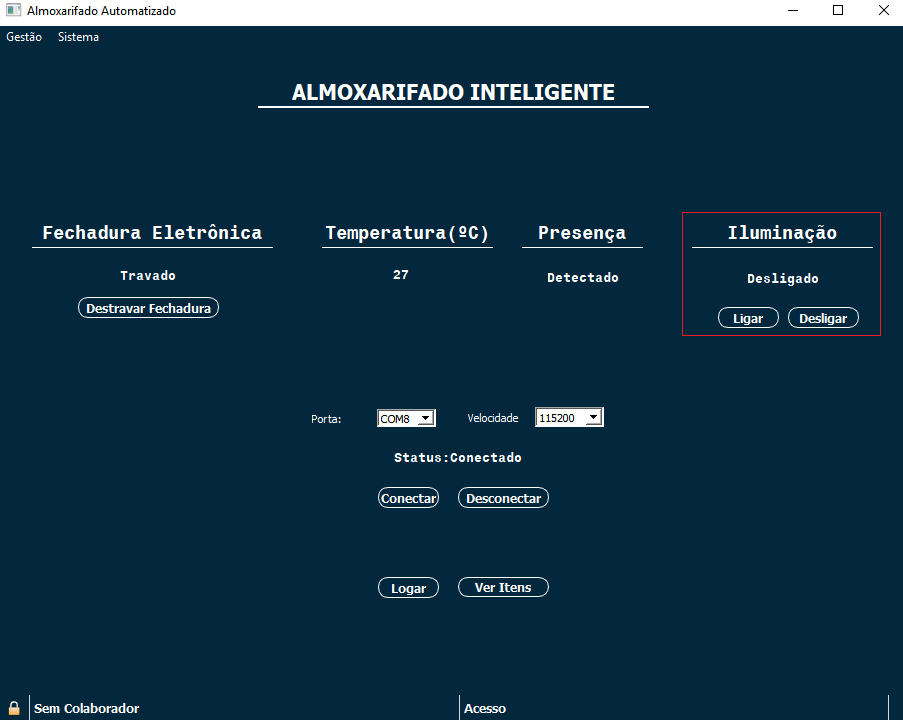 Almoxarifado Automatizado
Gestão Sistema
ALMOXARIFADO INTELIGENTE
Fechadura Eletrônica Temperatura(ºC) Presença Iluminação
Travado 27 Detectado Desligado
Destravar Fechadura Ligar Desligar
Porta: COM8 Velocidade 115200
Status:Conectado
Conectar Desconectar
Logar Ver Itens
Sem Colaborador Acesso